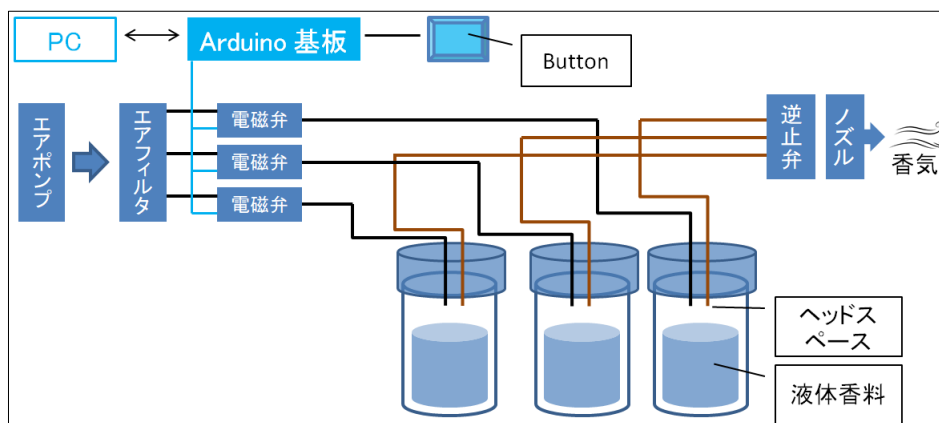 PC
Arduino 基板
Button
エアポンプ
エアフィルタ
電磁弁
電磁弁
電磁弁
逆止弁
ノズル
香気
ヘッドス
ペース
液体香料